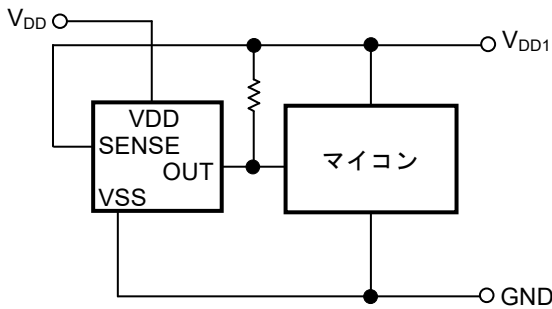 VDD
VDD1
VDD
SENSE
OUT
VSS
マイコン
GND